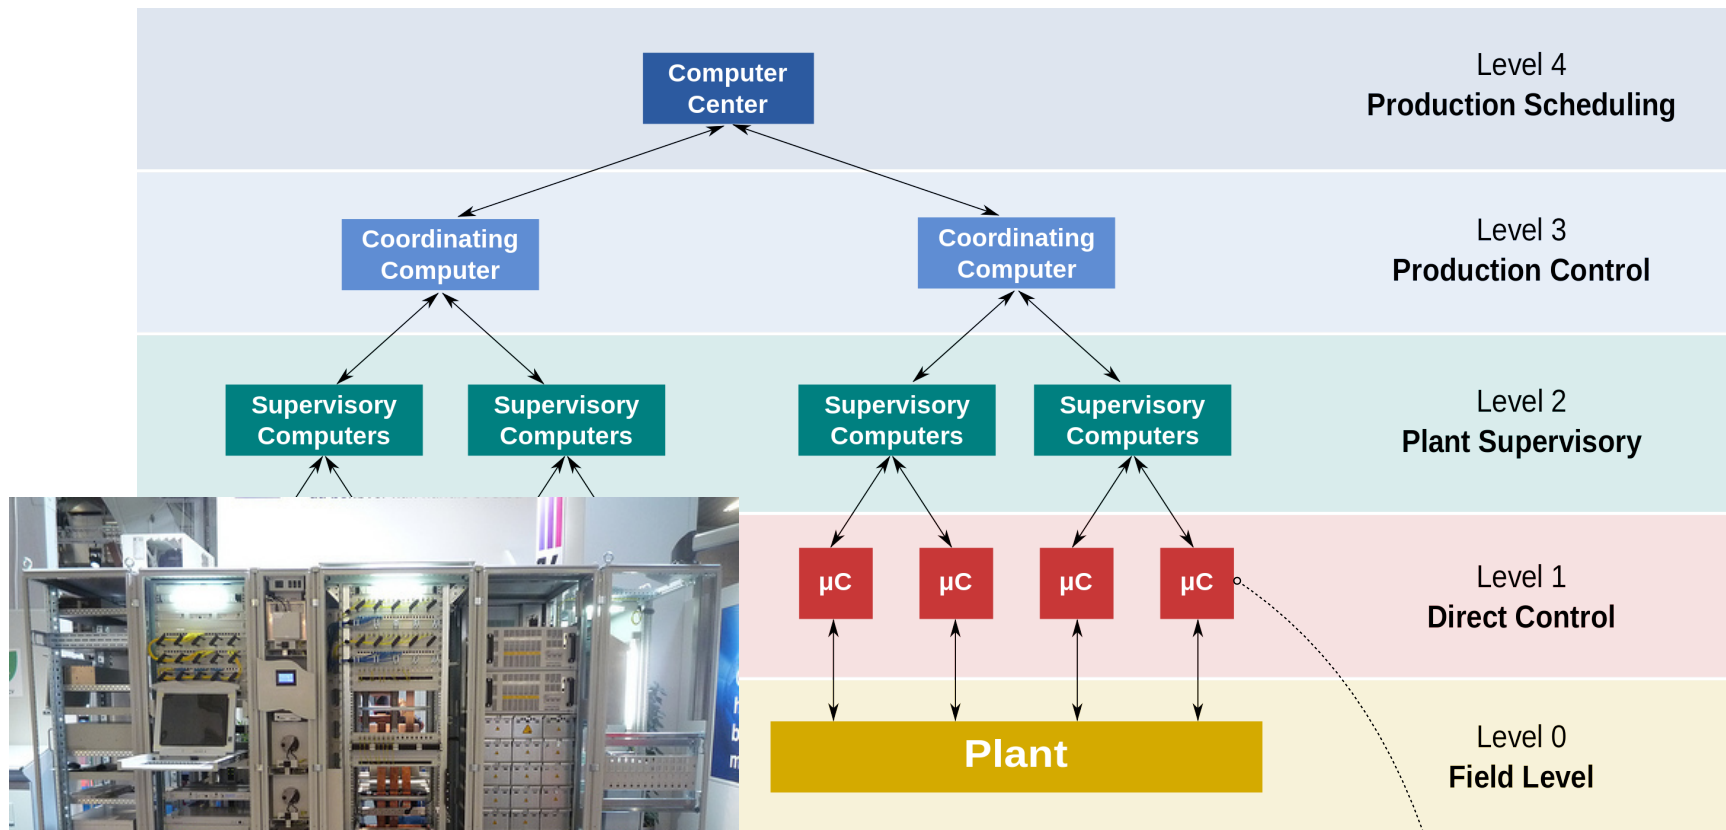 Computer
Center
Level 4
Production Scheduling
Coordinating
Computer
Coordinating
Computer
Level 3
Production Control
Supervisory
Computers
Supervisory
Computers
Supervisory
Computers
Supervisory
Computers
Level 2
Plant Supervisory
µC
µC
µC
µC
Level 1
Direct Control
Plant
Level 0
Field Level